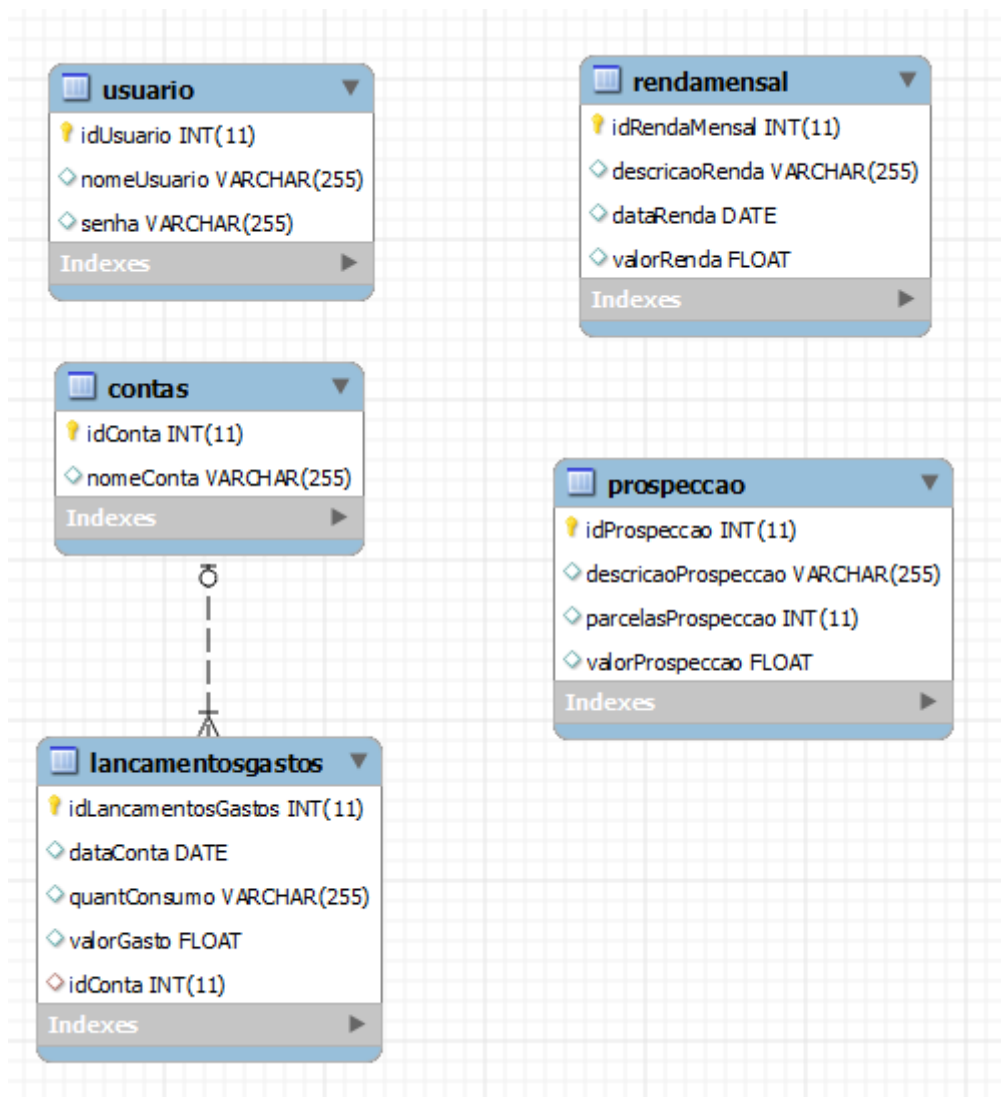 usuario
idUsuario INT(11)
nomeUsuario VARCHAR(255)
senha VARCHAR(255)
Indexes
rendamensal
idRendaMensal INT(11)
descricaoRenda VARCHAR(255)
dataRenda DATE
valorRenda FLOAT
Indexes
contas
idConta INT(11)
nomeConta VARCHAR(255)
Indexes
prospeccao
idProspeccao INT(11)
descricaoProspeccao VARCHAR(255)
parcelasProspeccao INT(11)
valorProspeccao FLOAT
Indexes
lancamentosgastos
idLancamentosGastos INT(11)
dataConta DATE
quantConsumo VARCHAR(255)
valorGasto FLOAT
idConta INT(11)
Indexes